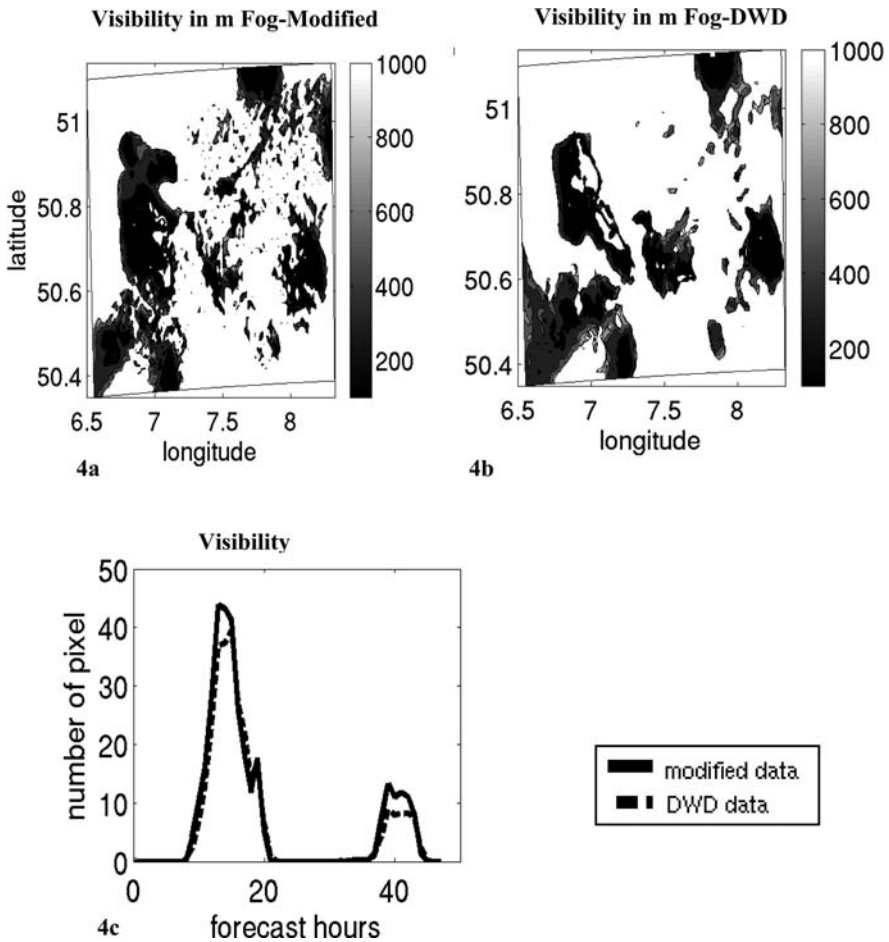 Visibility in m Fog-Modified
Visibility in m Fog-DWD
1000
800
600
400
200
51
50.8
50.6
50.4
latitude
6.5 7 7.5 8
longitude
4a
1000
800
600
400
200
51
50.8
50.6
50.4
6.5 7 7.5 8
longitude
4b
Visibility
50
40
30
20
10
0
number of pixel
0 20 40
forecast hours
4c
modified data
DWD data